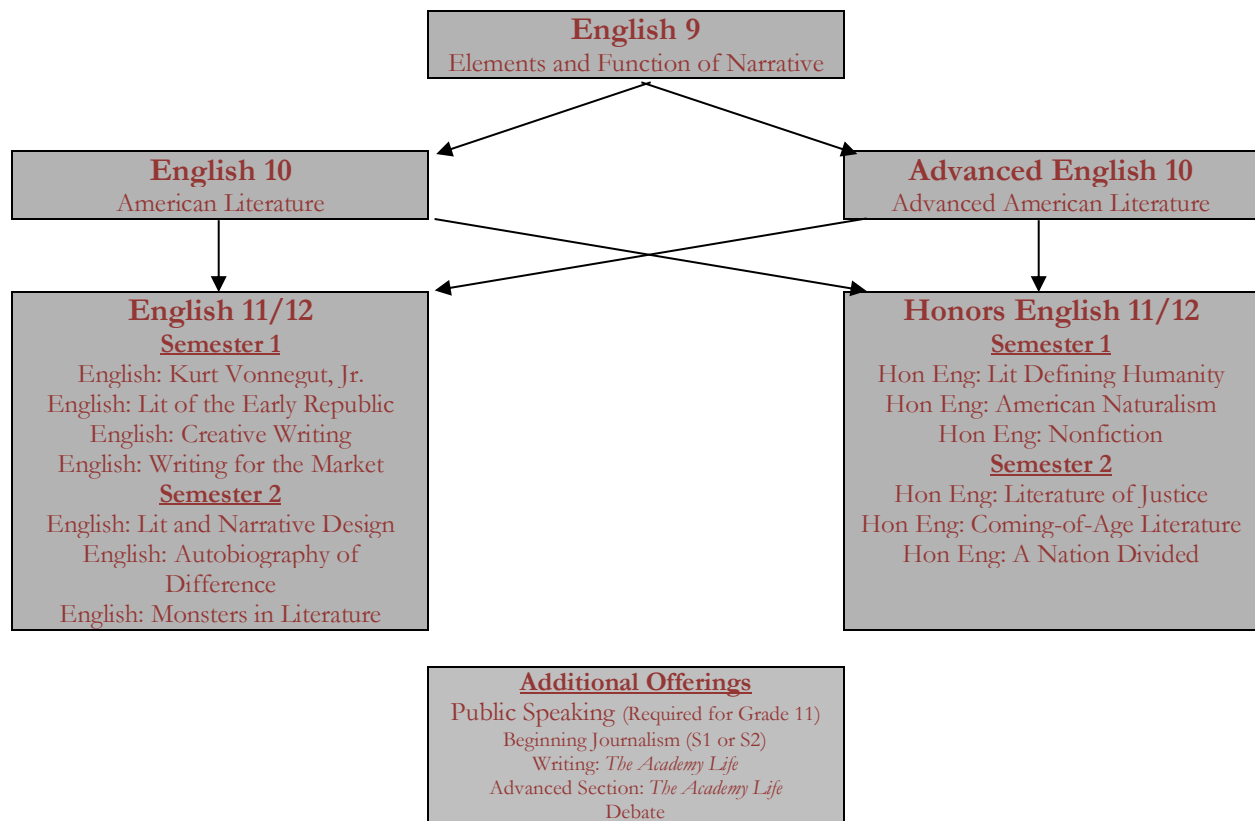 English 9
Elements and Function of Narrative
English 10
American Literature
Advanced English 10
Advanced American Literature
English 11/12
Semester 1
English: Kurt Vonnegut, Jr.
English: Lit of the Early Republic
English: Creative Writing
English: Writing for the Market
Semester 2
English: Lit and Narrative Design
English: Autobiography of
Difference
English: Monsters in Literature
Honors English 11/12
Semester 1
Hon Eng: Lit Defining Humanity
Hon Eng: American Naturalism
Hon Eng: Nonfiction
Semester 2
Hon Eng: Literature of Justice
Hon Eng: Coming-of-Age Literature
Hon Eng: A Nation Divided
Additional Offerings
Public Speaking (Required for Grade 11)
Beginning Journalism (S1 or S2)
Writing: The Academy Life
Advanced Section: The Academy Life
Debate